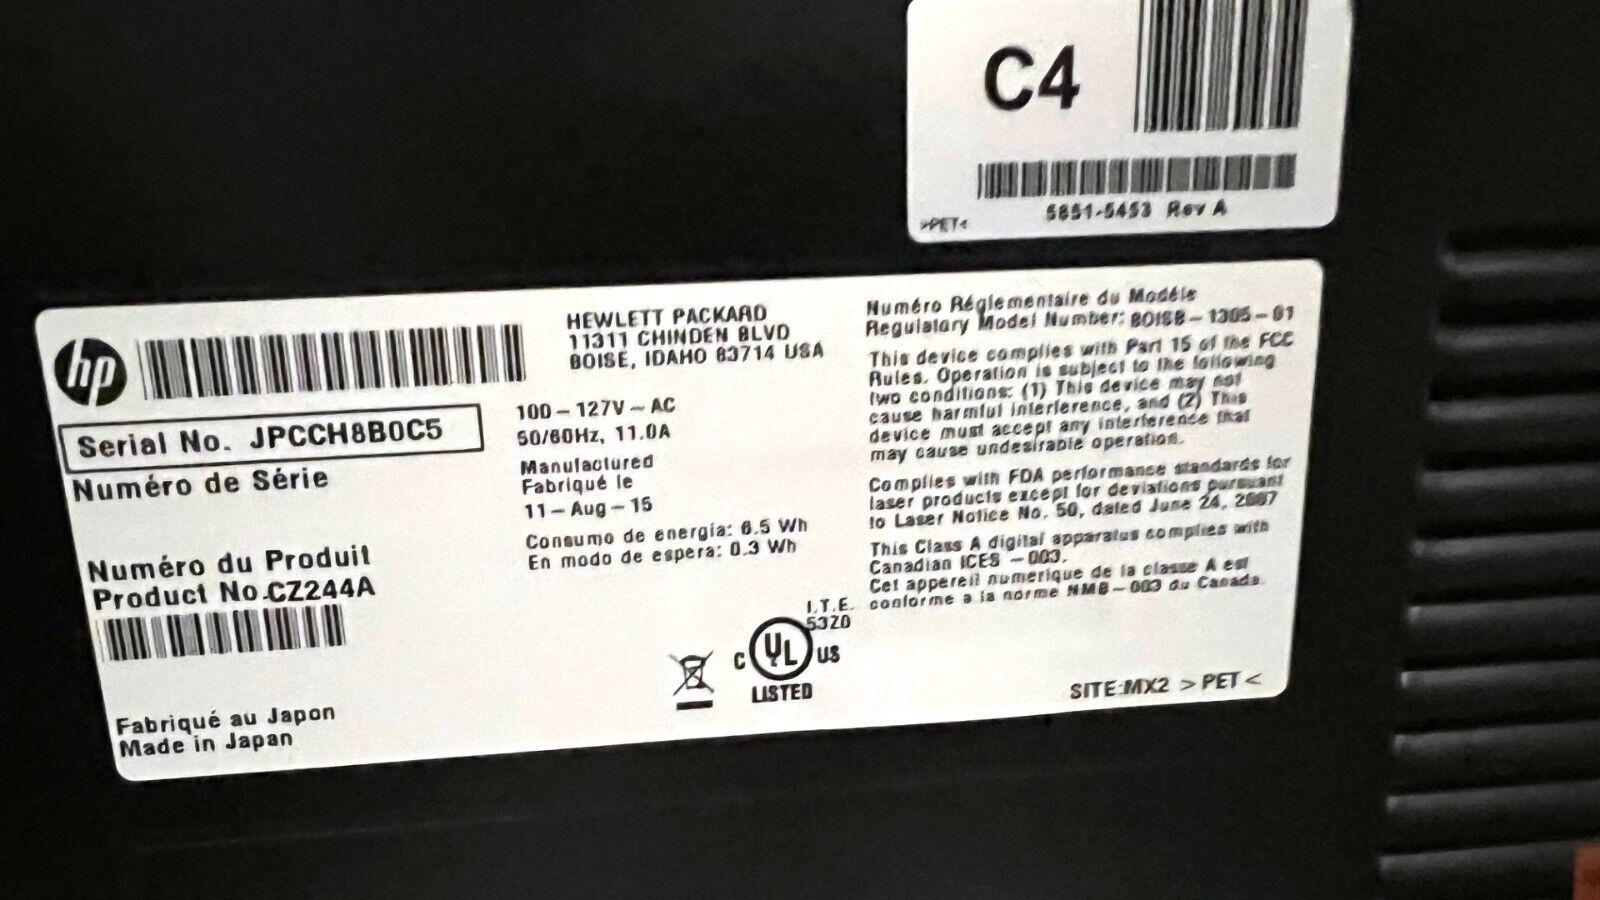 C4
5851-5453 Rev A
>PET<
hp
Serial No. JPCCH8B0C5
Numéro de Série
Numéro du Produit
Product No.CZ244A
Fabriqué au Japon
Made in Japan
HEWLETT PACKARD
11311 CHINDEN BLVD
BOISE, IDAHO 83714 USA
100-127V~AC
50/60Hz, 11.0A
Manufactured
Fabriqué le
11-Aug-15
Consumo de energía: 6.5 Wh
En modo de espera: 0.3 Wh
I.T.E.
53Z0
C UL US
LISTED
Numéro Réglementaire du Modèle
Regulatory Model Number: BOISB-1305-01
This device complies with Part 15 of the FCC
Rules. Operation is subject to the following
two conditions: (1) This device may not
cause harmful interference, and (2) This
device must accept any interference that
may cause undesirable operation.
Complies with FDA performance standards for
laser products except for deviations pursuant
to Laser Notice No. 50, dated June 24, 2007
This Class A digital apparatus complies with
Canadian ICES-003.
Cet appareil numerique de la classe A est
conforme a la norme NMB-003 du Canada.
SITE:MX2 >PET<